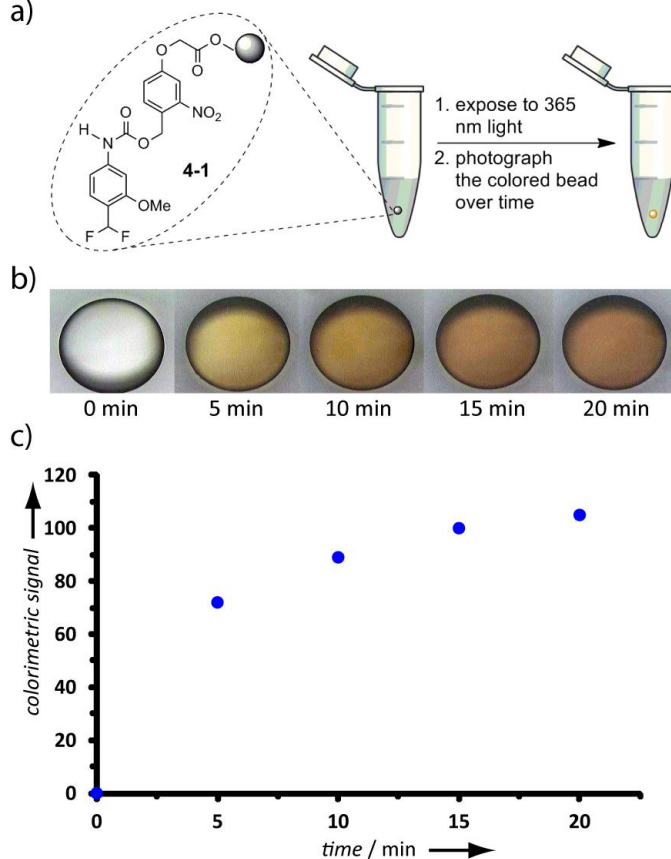 a)
O
O
O
NO₂
H
N
O
O
4-1
OMe
F
F
1. expose to 365
nm light
2. photograph
the colored bead
over time
b)
0 min
5 min
10 min
15 min
20 min
c)
colorimetric signal
120
100
80
60
40
20
0
0
5
10
15
20
time / min